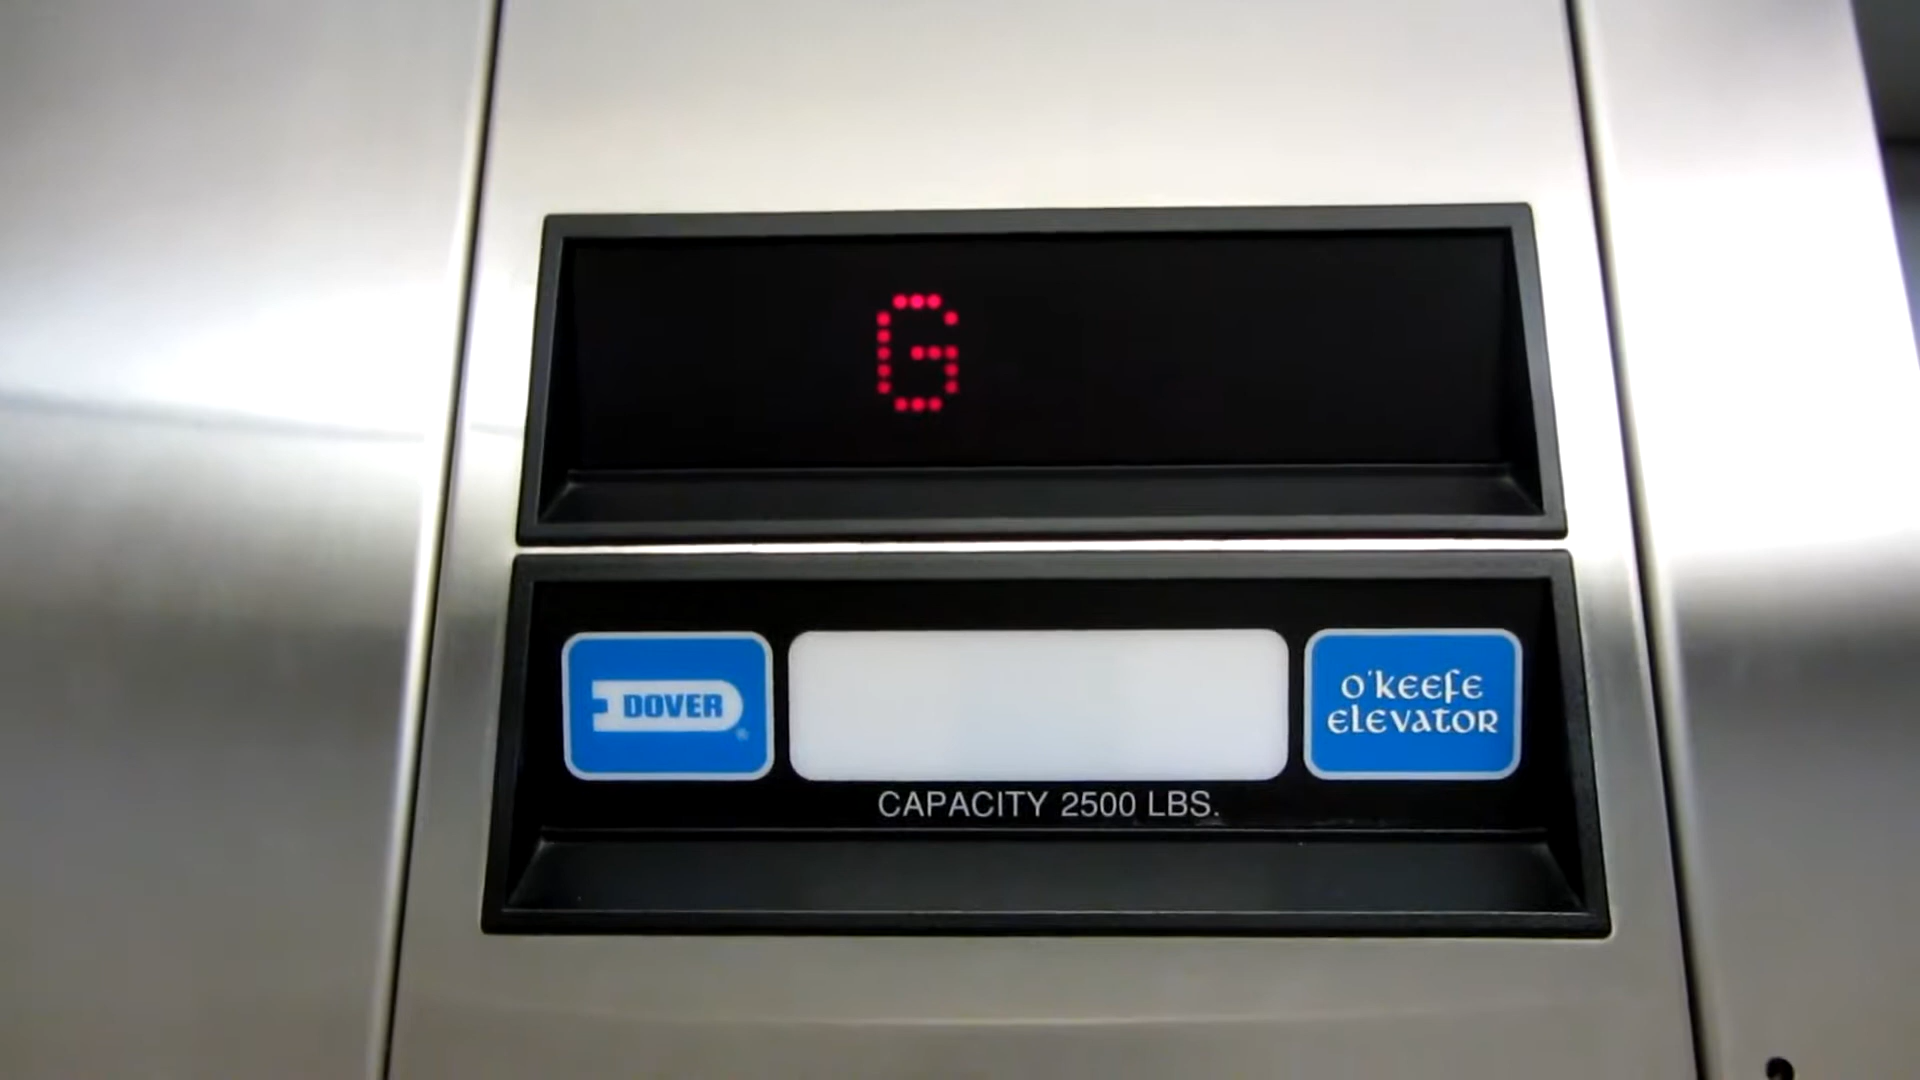 G
DOVER
®
O'KEEFE
ELEVATOR
CAPACITY 2500 LBS.